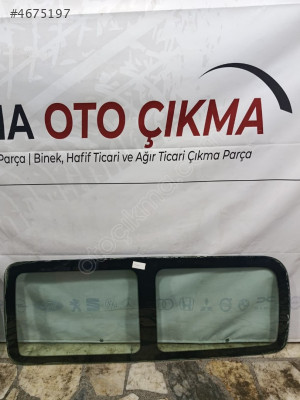 #4675197
MA OTO ÇIKMA
Parça | Binek, Hafif Ticari ve Ağır Ticari Çıkma Parça